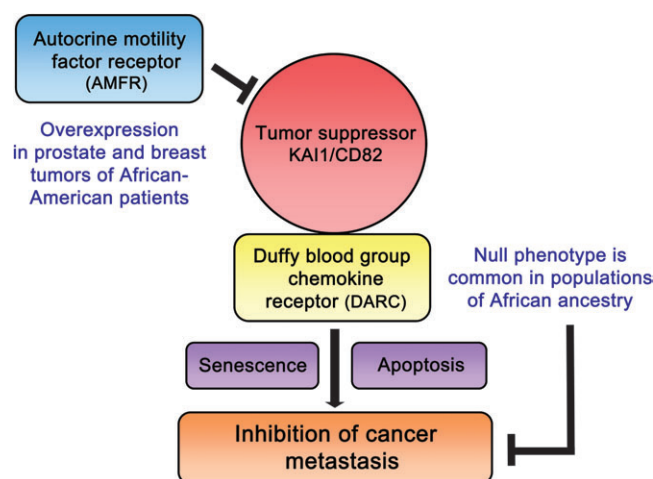 Autocrine motility
factor receptor
(AMFR)
Overexpression
in prostate and breast
tumors of African-
American patients
Tumor suppressor
KAI1/CD82
Duffy blood group
chemokine
receptor (DARC)
Null phenotype is
common in populations
of African ancestry
Senescence
Apoptosis
Inhibition of cancer
metastasis